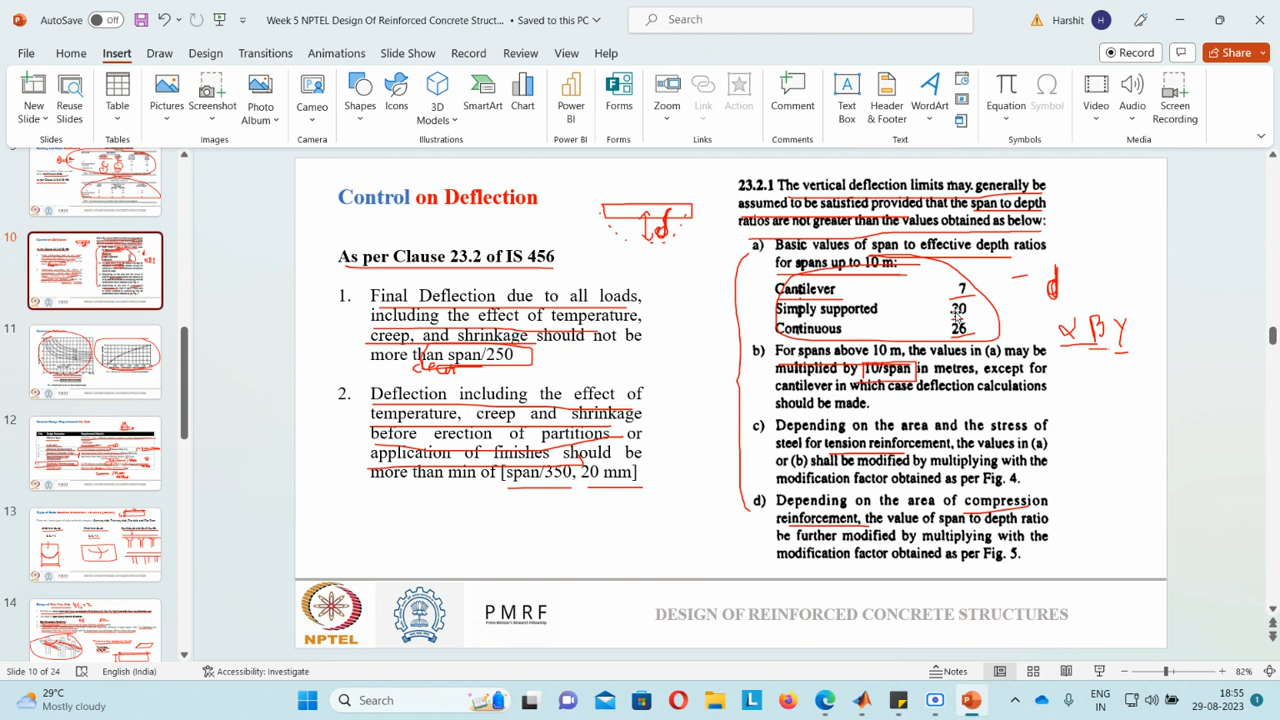 AutoSave Off
Week 5 NPTEL Design Of Reinforced Concrete Struct... • Saved to this PC
Search
Harshit H
File Home Insert Draw Design Transitions Animations Slide Show Record Review View Help
Record Share
New Slide Reuse Slides Table Pictures Screenshot Photo Album Cameo Shapes Icons 3D Models SmartArt Chart Power BI Forms Zoom Link Action Comment Text Box Header & Footer WordArt Equation Symbol Video Audio Screen Recording
Slides Tables Images Camera Illustrations Power BI Forms Links Comments Text Symbols Media
10
11
12
13
14
Control on Deflection
d
As per Clause 23.2 of IS 456
1. Final Deflection due to all loads,
including the effect of temperature,
creep, and shrinkage should not be
more than span/250
2. Deflection including the effect of
temperature, creep and shrinkage
before erection of partitions or
application of finishes should be
more than min of [span/350, 20 mm]
23.2.1 The vertical deflection limits may generally be
assumed to be satisfied provided that the span to depth
ratios are not greater than the values obtained as below:
a) Basic values of span to effective depth ratios
for spans up to 10 m:
Cantilever 7
Simply supported 20
Continuous 26
d
α β γ
b) For spans above 10 m, the values in (a) may be
multiplied by 10/span in metres, except for
cantilever in which case deflection calculations
should be made.
c) Depending on the area and the stress of
steel for tension reinforcement, the values in (a)
or (b) shall be modified by multiplying with the
modification factor obtained as per Fig. 4.
d) Depending on the area of compression
reinforcement, the value of span to depth ratio
be further modified by multiplying with the
modification factor obtained as per Fig. 5.
NPTEL
PMRF
DESIGN OF REINFORCED CONCRETE STRUCTURES
Slide 10 of 24 English (India) Accessibility: Investigate Notes 82%
29°C
Mostly cloudy
Search
ENG
IN
18:55
29-08-2023